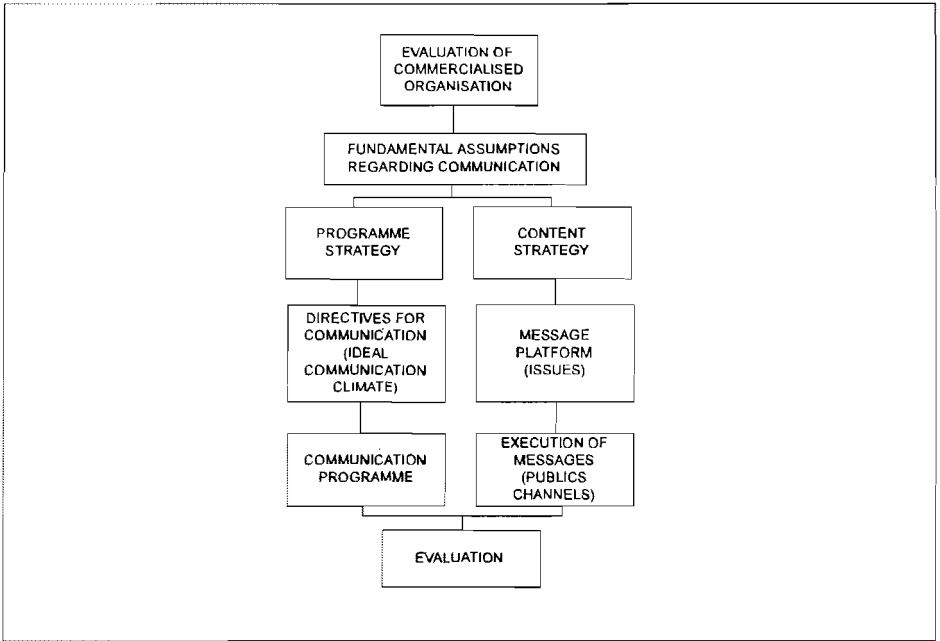 EVALUATION OF
COMMERCIALISED
ORGANISATION
FUNDAMENTAL ASSUMPTIONS
REGARDING COMMUNICATION
PROGRAMME
STRATEGY
CONTENT
STRATEGY
DIRECTIVES FOR
COMMUNICATION
(IDEAL
COMMUNICATION
CLIMATE)
MESSAGE
PLATFORM
(ISSUES)
COMMUNICATION
PROGRAMME
EXECUTION OF
MESSAGES
(PUBLICS
CHANNELS)
EVALUATION